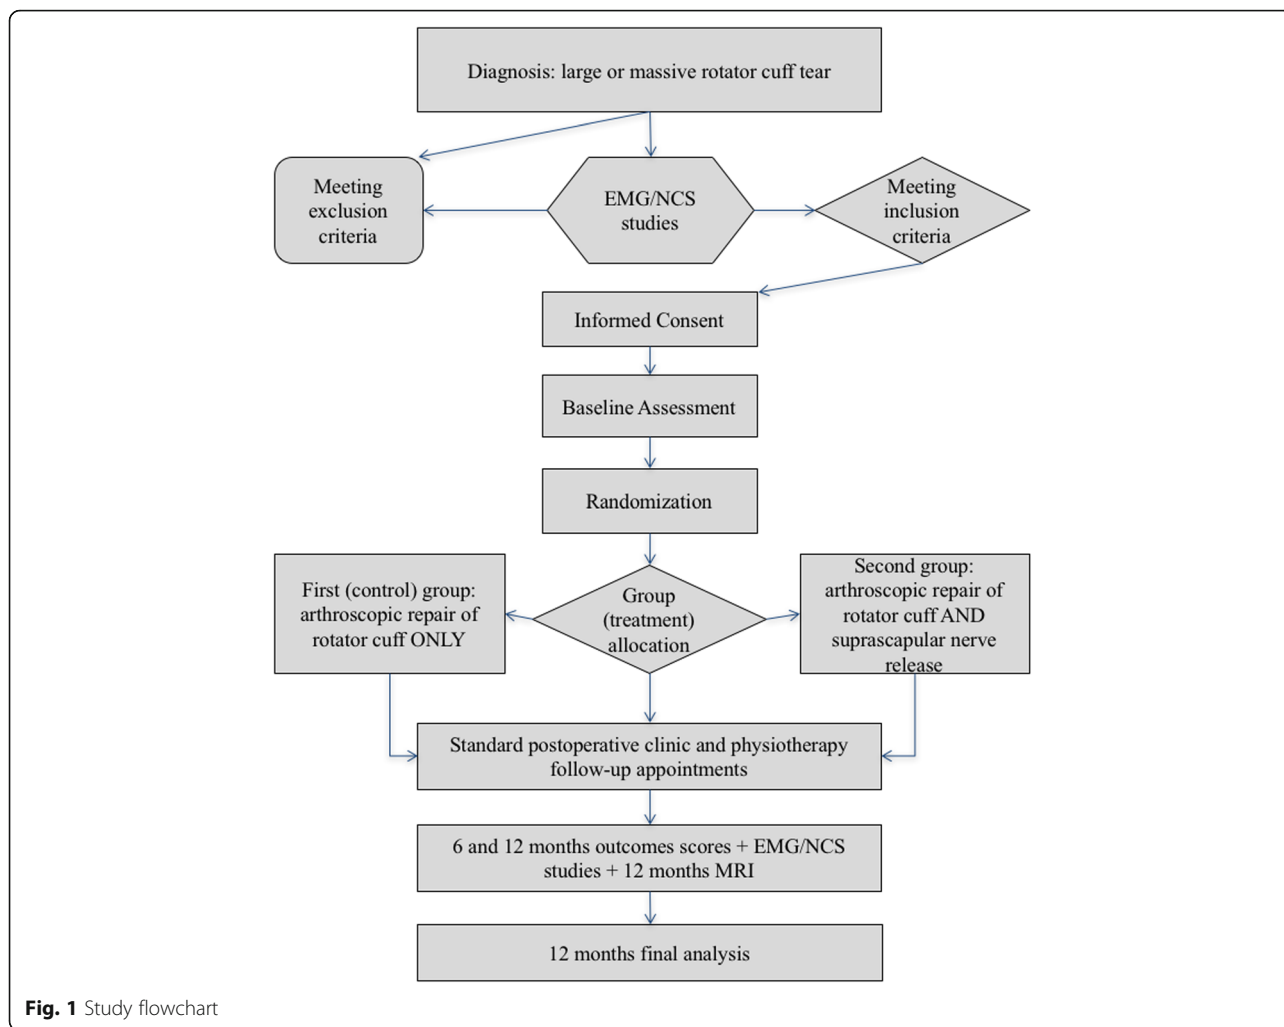 Diagnosis: large or massive rotator cuff tear
Meeting
exclusion
criteria
EMG/NCS
studies
Meeting
inclusion
criteria
Informed Consent
Baseline Assessment
Randomization
First (control) group:
arthroscopic repair of
rotator cuff ONLY
Group
(treatment)
allocation
Second group:
arthroscopic repair of
rotator cuff AND
suprascapular nerve
release
Standard postoperative clinic and physiotherapy
follow-up appointments
6 and 12 months outcomes scores + EMG/NCS
studies + 12 months MRI
12 months final analysis
Fig. 1 Study flowchart